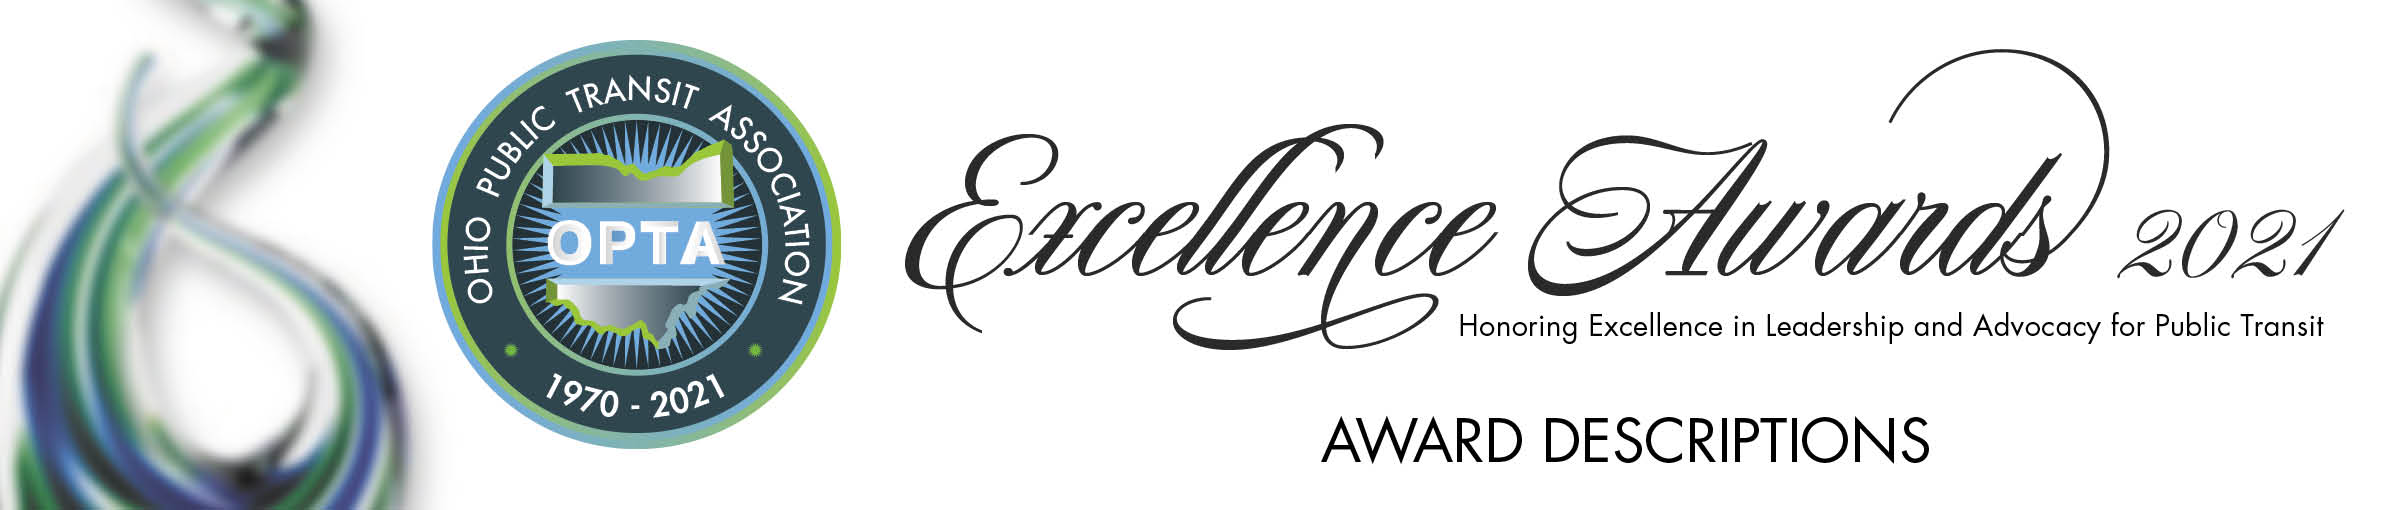 OHIO PUBLIC TRANSIT ASSOCIATION
OPTA
1970 - 2021
Excellence Awards 2021
Honoring Excellence in Leadership and Advocacy for Public Transit
AWARD DESCRIPTIONS